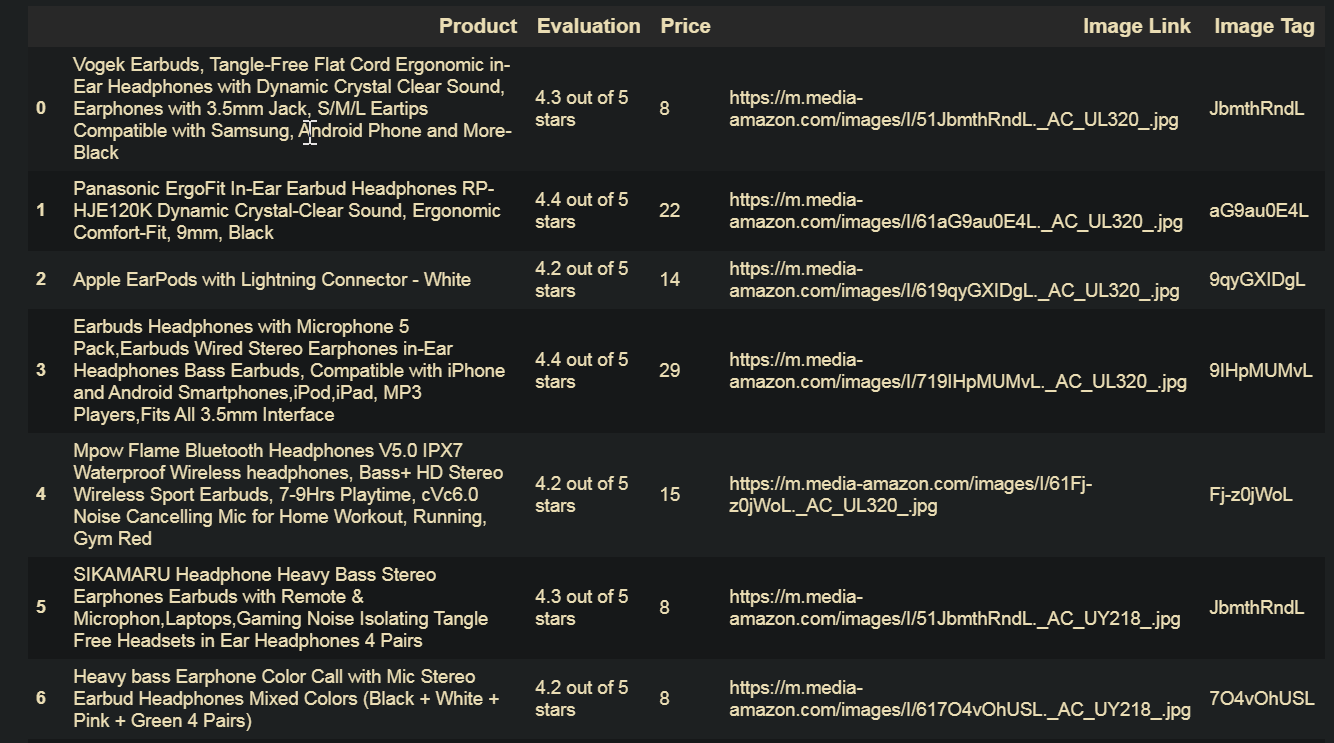 Product Evaluation Price Image Link Image Tag
0
Vogek Earbuds, Tangle-Free Flat Cord Ergonomic in-
Ear Headphones with Dynamic Crystal Clear Sound,
Earphones with 3.5mm Jack, S/M/L Eartips
Compatible with Samsung, Android Phone and More-
Black
4.3 out of 5
stars
8
https://m.media-
amazon.com/images/I/51JbmthRndL._AC_UL320_.jpg
JbmthRndL
1
Panasonic ErgoFit In-Ear Earbud Headphones RP-
HJE120K Dynamic Crystal-Clear Sound, Ergonomic
Comfort-Fit, 9mm, Black
4.4 out of 5
stars
22
https://m.media-
amazon.com/images/I/61aG9au0E4L._AC_UL320_.jpg
aG9au0E4L
2
Apple EarPods with Lightning Connector - White
4.2 out of 5
stars
14
https://m.media-
amazon.com/images/I/619qyGXIDgL._AC_UL320_.jpg
9qyGXIDgL
3
Earbuds Headphones with Microphone 5
Pack,Earbuds Wired Stereo Earphones in-Ear
Headphones Bass Earbuds, Compatible with iPhone
and Android Smartphones,iPod,iPad, MP3
Players,Fits All 3.5mm Interface
4.4 out of 5
stars
29
https://m.media-
amazon.com/images/I/719IHpMUMvL._AC_UL320_.jpg
9IHpMUMvL
4
Mpow Flame Bluetooth Headphones V5.0 IPX7
Waterproof Wireless headphones, Bass+ HD Stereo
Wireless Sport Earbuds, 7-9Hrs Playtime, cVc6.0
Noise Cancelling Mic for Home Workout, Running,
Gym Red
4.2 out of 5
stars
15
https://m.media-amazon.com/images/I/61Fj-
z0jWoL._AC_UL320_.jpg
Fj-z0jWoL
5
SIKAMARU Headphone Heavy Bass Stereo
Earphones Earbuds with Remote &
Microphon,Laptops,Gaming Noise Isolating Tangle
Free Headsets in Ear Headphones 4 Pairs
4.3 out of 5
stars
8
https://m.media-
amazon.com/images/I/51JbmthRndL._AC_UY218_.jpg
JbmthRndL
6
Heavy bass Earphone Color Call with Mic Stereo
Earbud Headphones Mixed Colors (Black + White +
Pink + Green 4 Pairs)
4.2 out of 5
stars
8
https://m.media-
amazon.com/images/I/617O4vOhUSL._AC_UY218_.jpg
7O4vOhUSL